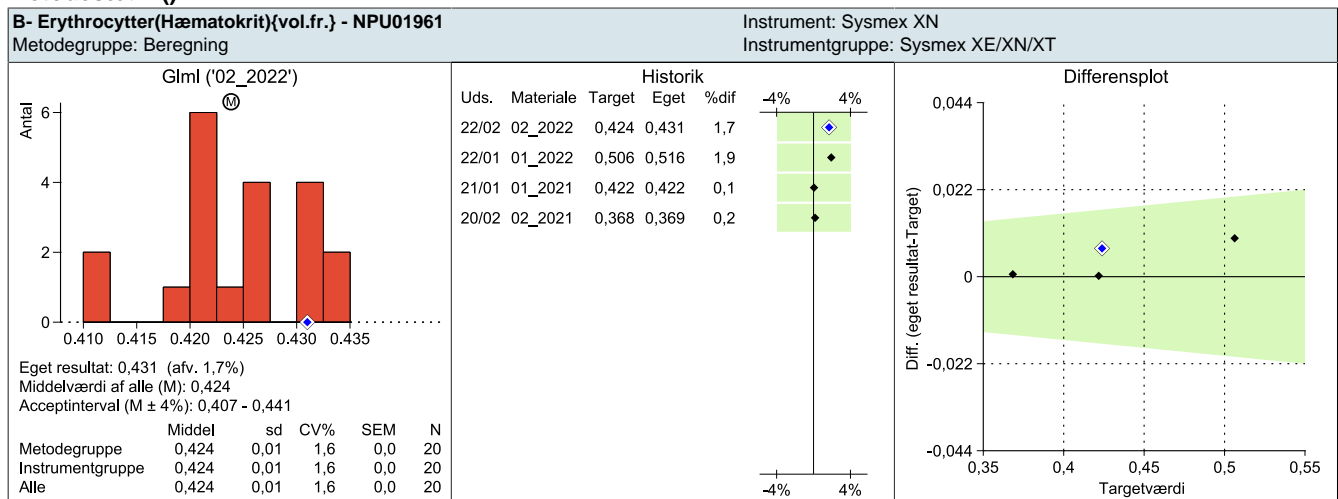 B- Erythrocytter(Hæmatokrit){vol.fr.} - NPU01961
Metodegruppe: Beregning
Instrument: Sysmex XN
Instrumentgruppe: Sysmex XE/XN/XT
Glml ('02_2022')
Antal
6
4
2
0
M
0.410 0.415 0.420 0.425 0.430 0.435
Eget resultat: 0,431 (afv. 1,7%)
Middelværdi af alle (M): 0,424
Acceptinterval (M ± 4%): 0,407 - 0,441
Middel sd CV% SEM N
Metodegruppe 0,424 0,01 1,6 0,0 20
Instrumentgruppe 0,424 0,01 1,6 0,0 20
Alle 0,424 0,01 1,6 0,0 20
Historik
Uds. Materiale Target Eget %dif -4% 4%
22/02 02_2022 0,424 0,431 1,7
22/01 01_2022 0,506 0,516 1,9
21/01 01_2021 0,422 0,422 0,1
20/02 02_2021 0,368 0,369 0,2
-4% 4%
Differensplot
Diff. (eget resultat-Target)
0,044
0,022
0
-0,022
-0,044
0,35 0,4 0,45 0,5 0,55
Targetværdi